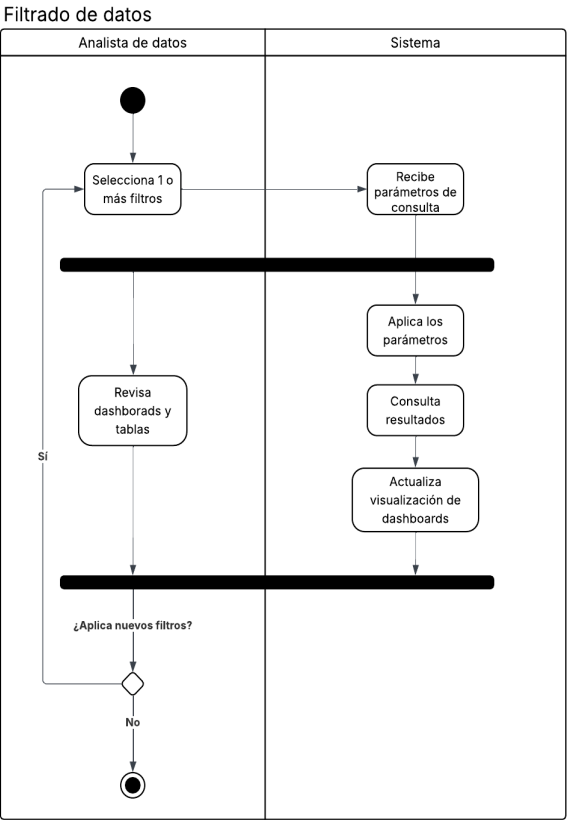 Filtrado de datos
Analista de datos
Sistema
Selecciona 1 o
más filtros
Recibe
parámetros de
consulta
Aplica los
parámetros
Revisa
dashborads y
tablas
Consulta
resultados
Sí
Actualiza
visualización de
dashboards
¿Aplica nuevos filtros?
No